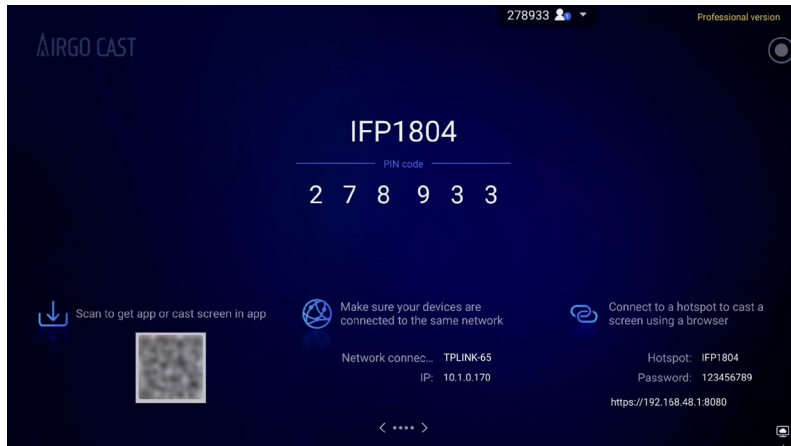 278933
Professional version
AIRGO CAST
IFP1804
PIN code
2 7 8 9 3 3
Scan to get app or cast screen in app
Make sure your devices are
connected to the same network
Network connec... TPLINK-65
IP: 10.1.0.170
Connect to a hotspot to cast a
screen using a browser
Hotspot: IFP1804
Password: 123456789
https://192.168.48.1:8080